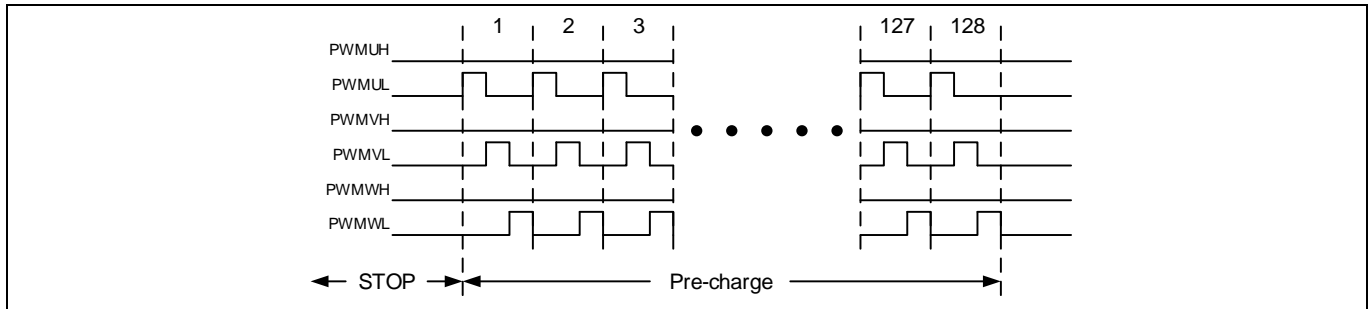 1 2 3 127 128
PWMUH
PWMUL
PWMVH
PWMVL
PWMWH
PWMWL
STOP Pre-charge